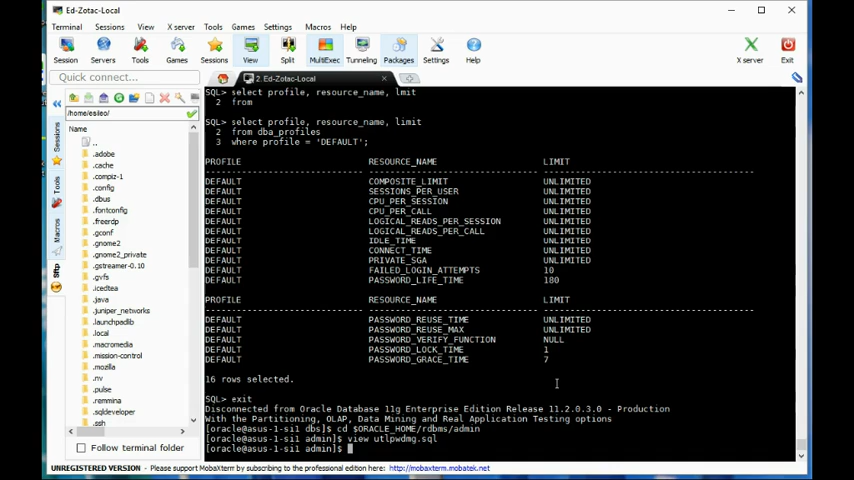 Ed-Zotac-Local
Terminal Sessions View X server Tools Games Settings Macros Help
Session Servers Tools Games Sessions View Split MultiExec Tunneling Packages Settings Help X server Exit
Quick connect...
2. Ed-Zotac-Local
/home/esileo/
Name
..
.adobe
.cache
.compiz-1
.config
.dbus
.fontconfig
.freerdp
.gconf
.gnome2
.gnome2_private
.gstreamer-0.10
.gvfs
.icedtea
.java
.juniper_networks
.launchpadlib
.local
.macromedia
.mission-control
.mozilla
.nv
.pulse
.remmina
.sqldeveloper
.ssh
Follow terminal folder
Sessions
Tools
Macros
Sftp
SQL> select profile, resource_name, lmit
2 from
SQL> select profile, resource_name, limit
2 from dba_profiles
3 where profile = 'DEFAULT';
PROFILE RESOURCE_NAME LIMIT
DEFAULT COMPOSITE_LIMIT UNLIMITED
DEFAULT SESSIONS_PER_USER UNLIMITED
DEFAULT CPU_PER_SESSION UNLIMITED
DEFAULT CPU_PER_CALL UNLIMITED
DEFAULT LOGICAL_READS_PER_SESSION UNLIMITED
DEFAULT LOGICAL_READS_PER_CALL UNLIMITED
DEFAULT IDLE_TIME UNLIMITED
DEFAULT CONNECT_TIME UNLIMITED
DEFAULT PRIVATE_SGA UNLIMITED
DEFAULT FAILED_LOGIN_ATTEMPTS 10
DEFAULT PASSWORD_LIFE_TIME 180
PROFILE RESOURCE_NAME LIMIT
DEFAULT PASSWORD_REUSE_TIME UNLIMITED
DEFAULT PASSWORD_REUSE_MAX UNLIMITED
DEFAULT PASSWORD_VERIFY_FUNCTION NULL
DEFAULT PASSWORD_LOCK_TIME 1
DEFAULT PASSWORD_GRACE_TIME 7
16 rows selected.
SQL> exit
Disconnected from Oracle Database 11g Enterprise Edition Release 11.2.0.3.0 - Production
With the Partitioning, OLAP, Data Mining and Real Application Testing options
[oracle@asus-1-si1 dbs]$ cd $ORACLE_HOME/rdbms/admin
[oracle@asus-1-si1 admin]$ view utlpwdmg.sql
[oracle@asus-1-si1 admin]$
UNREGISTERED VERSION - Please support MobaXterm by subscribing to the professional edition here: http://mobaxterm.mobatek.net